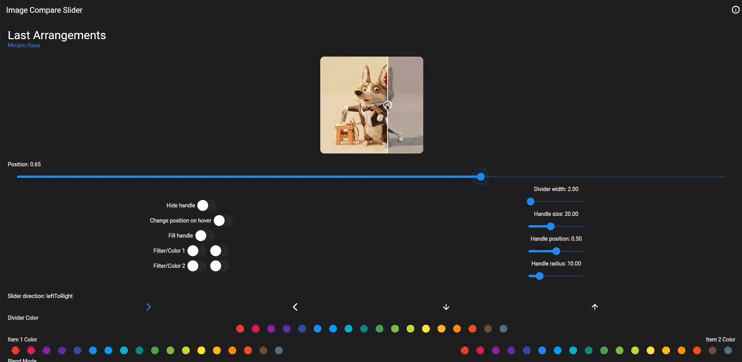 Image Compare Slider
Last Arrangements
Miriam Raya
Position: 0.65
Divider width: 2.00
Hide handle
Handle size: 20.00
Change position on hover
Fill handle
Handle position: 0.50
Filter/Color 1
Filter/Color 2
Handle radius: 10.00
Slider direction: leftToRight
Divider Color
Item 1 Color
Item 2 Color
Blend Mode